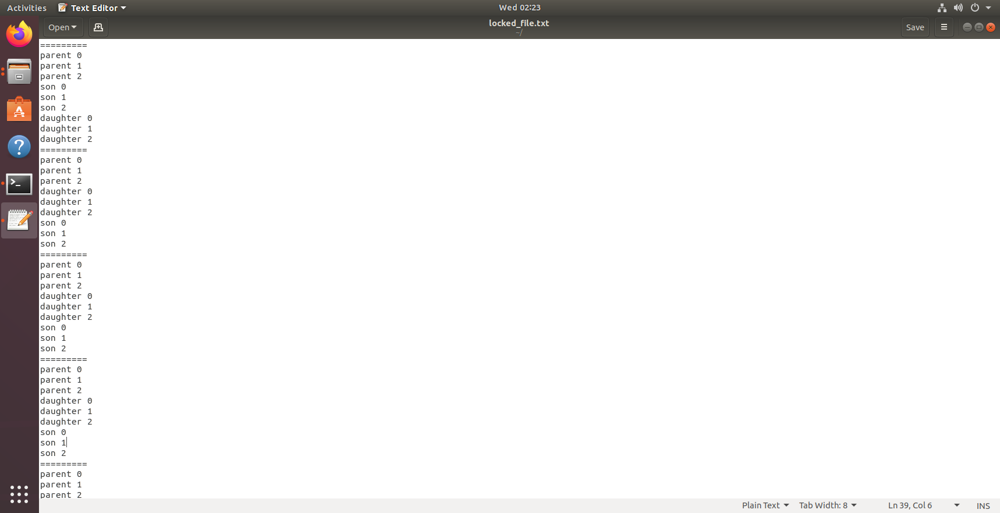 Activities Text Editor Wed 02:23
Open locked_file.txt Save
~/
=========
parent 0
parent 1
parent 2
son 0
son 1
son 2
daughter 0
daughter 1
daughter 2
=========
parent 0
parent 1
parent 2
daughter 0
daughter 1
daughter 2
son 0
son 1
son 2
=========
parent 0
parent 1
parent 2
daughter 0
daughter 1
daughter 2
son 0
son 1
son 2
=========
parent 0
parent 1
parent 2
daughter 0
daughter 1
daughter 2
son 0
son 1
son 2
=========
parent 0
parent 1
parent 2
Plain Text Tab Width: 8 Ln 39, Col 6 INS